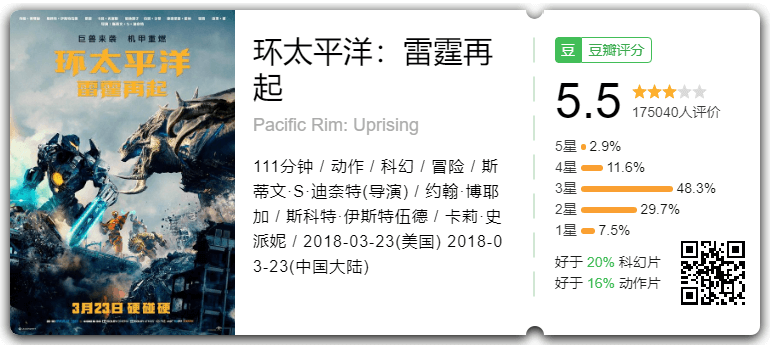 巨兽来袭 机甲重燃
环太平洋
雷霆再起
3月23日 硬碰硬
环太平洋：雷霆再
起
Pacific Rim: Uprising
111分钟 / 动作 / 科幻 / 冒险 / 斯
蒂文·S·迪奈特(导演) / 约翰·博耶
加 / 斯科特·伊斯特伍德 / 卡莉·史
派妮 / 2018-03-23(美国) 2018-0
3-23(中国大陆)
豆 豆瓣评分
5.5
175040人评价
5星 2.9%
4星 11.6%
3星 48.3%
2星 29.7%
1星 7.5%
好于 20% 科幻片
好于 16% 动作片